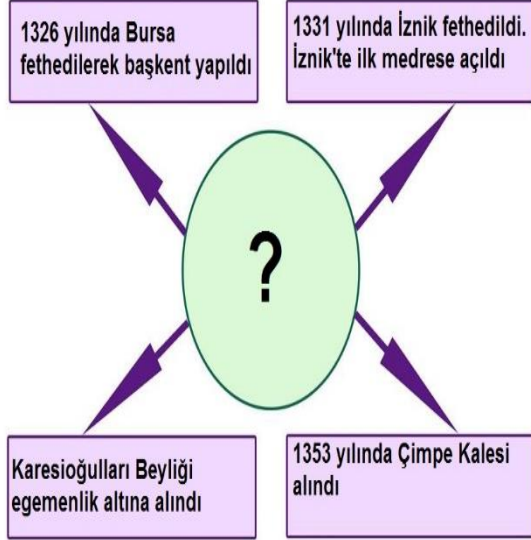 1326 yılında Bursa
fethedilerek başkent yapıldı
1331 yılında İznik fethedildi.
İznik'te ilk medrese açıldı
?
Karesioğulları Beyliği
egemenlik altına alındı
1353 yılında Çimpe Kalesi
alındı